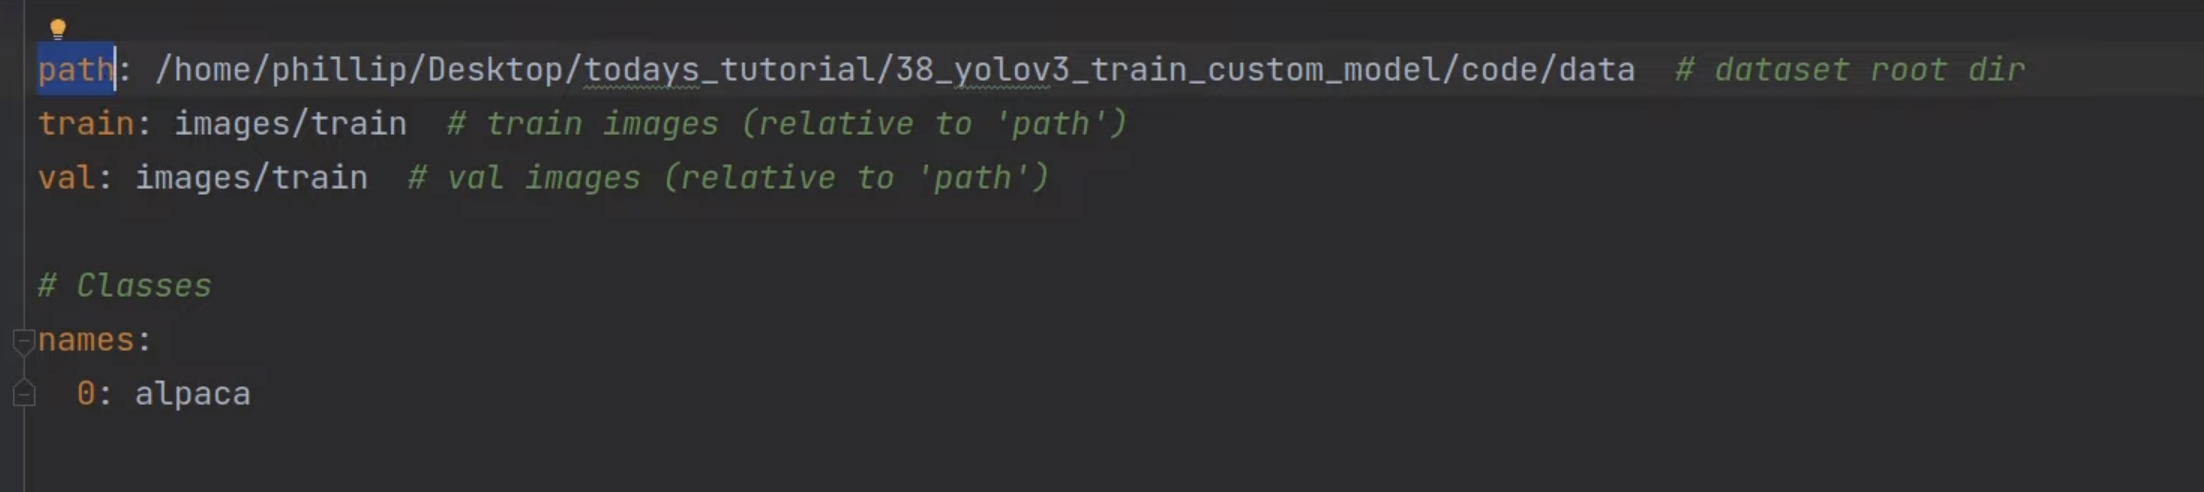 path: /home/phillip/Desktop/todays_tutorial/38_yolov3_train_custom_model/code/data  # dataset root dir
train: images/train  # train images (relative to 'path')
val: images/train  # val images (relative to 'path')
# Classes
names:
  0: alpaca